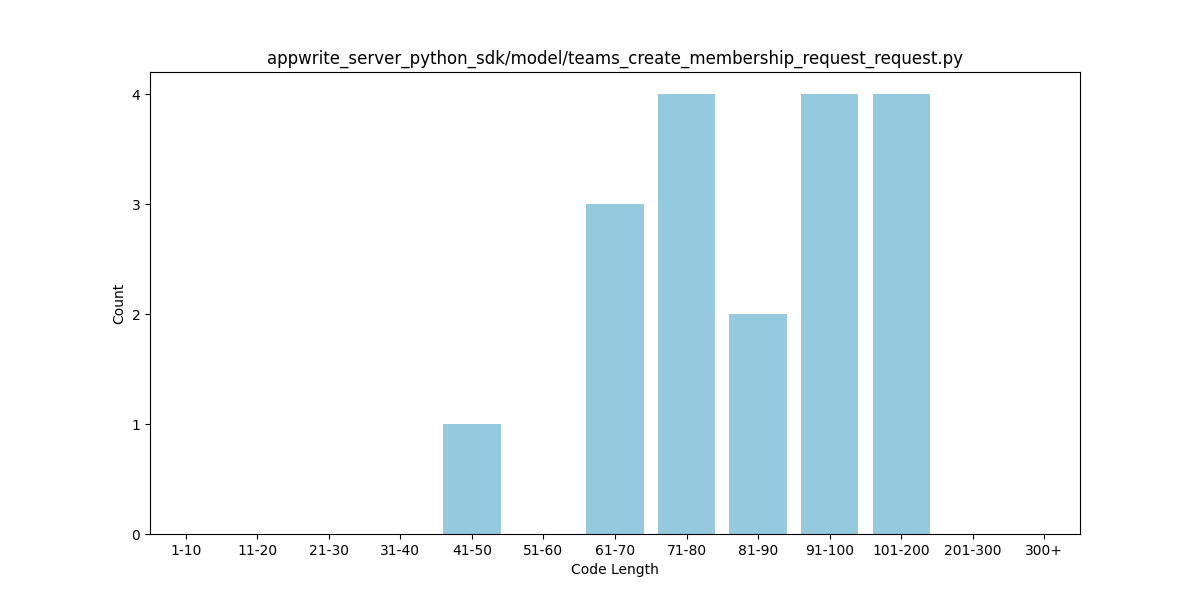 appwrite_server_python_sdk/model/teams_create_membership_request_request.py
4
3
2
1
0
Count
1-10 11-20 21-30 31-40 41-50 51-60 61-70 71-80 81-90 91-100 101-200 201-300 300+
Code Length